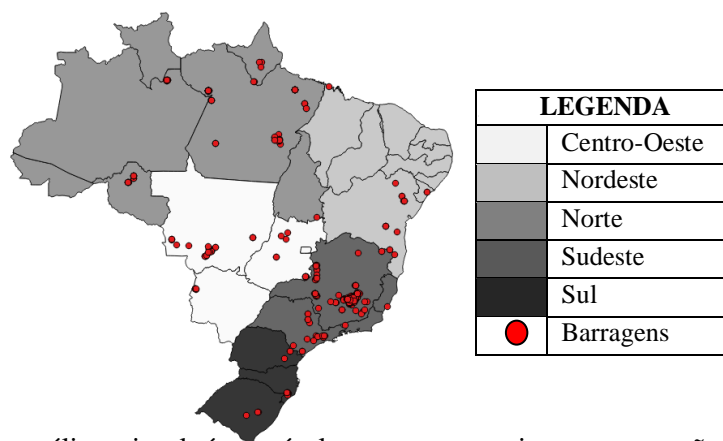 LEGENDA
Centro-Oeste
Nordeste
Norte
Sudeste
Sul
Barragens